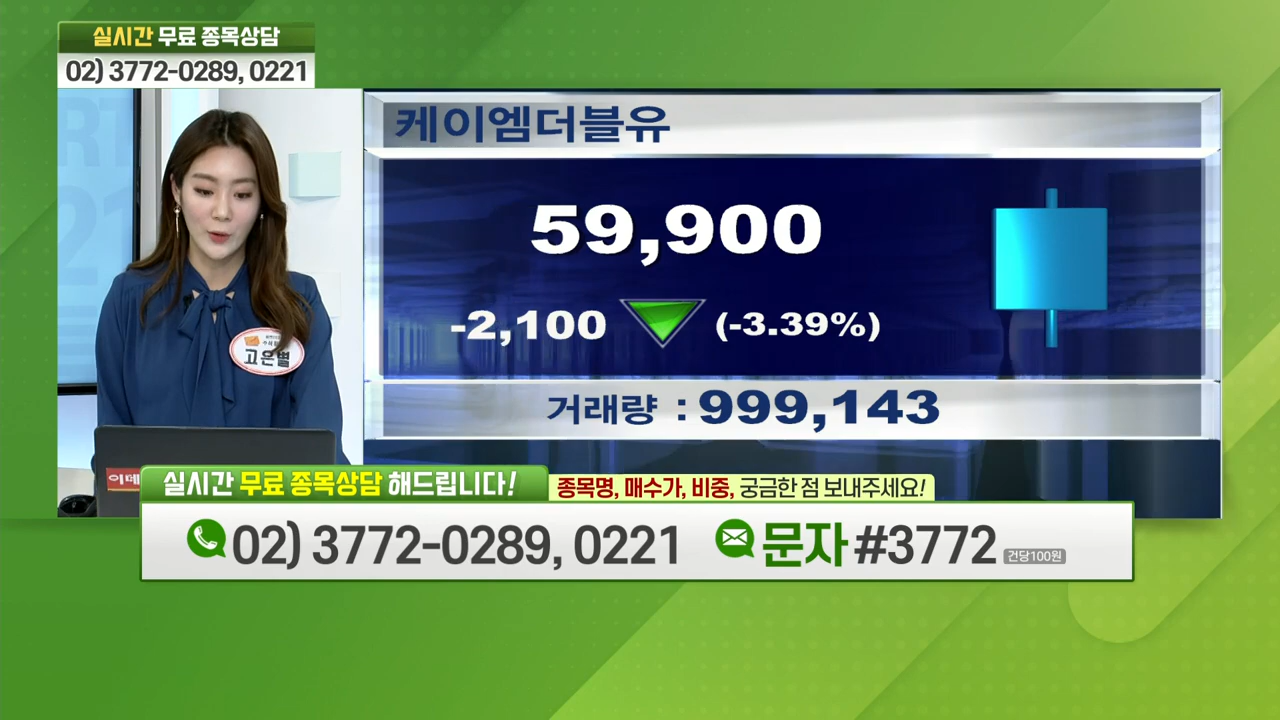 실시간 무료 종목상담
02) 3772-0289, 0221
케이엠더블유
59,900
-2,100 (-3.39%)
거래량 : 999,143
고은별
이데
실시간 무료 종목상담 해드립니다!
종목명, 매수가, 비중, 궁금한 점 보내주세요!
02) 3772-0289, 0221
문자 #3772 건당100원